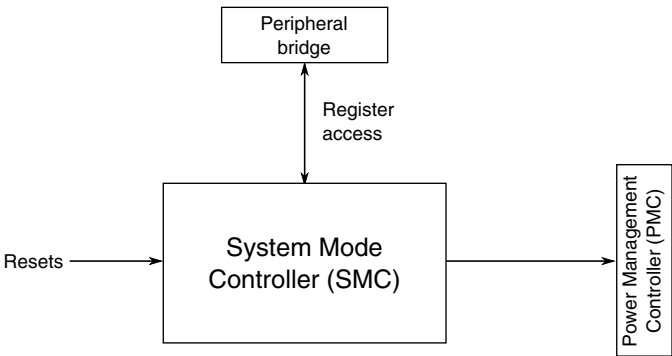 Peripheral
bridge
Register
access
System Mode
Controller (SMC)
Resets
Power Management
Controller (PMC)